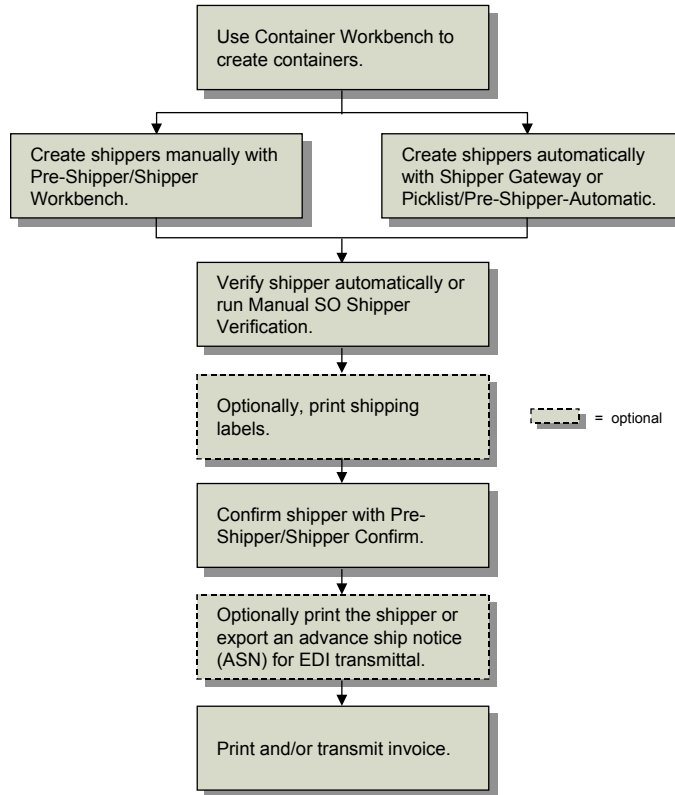 Use Container Workbench to
create containers.
Create shippers manually with
Pre-Shipper/Shipper
Workbench.
Create shippers automatically
with Shipper Gateway or
Picklist/Pre-Shipper-Automatic.
Verify shipper automatically or
run Manual SO Shipper
Verification.
Optionally, print shipping
labels.
= optional
Confirm shipper with Pre-
Shipper/Shipper Confirm.
Optionally print the shipper or
export an advance ship notice
(ASN) for EDI transmittal.
Print and/or transmit invoice.